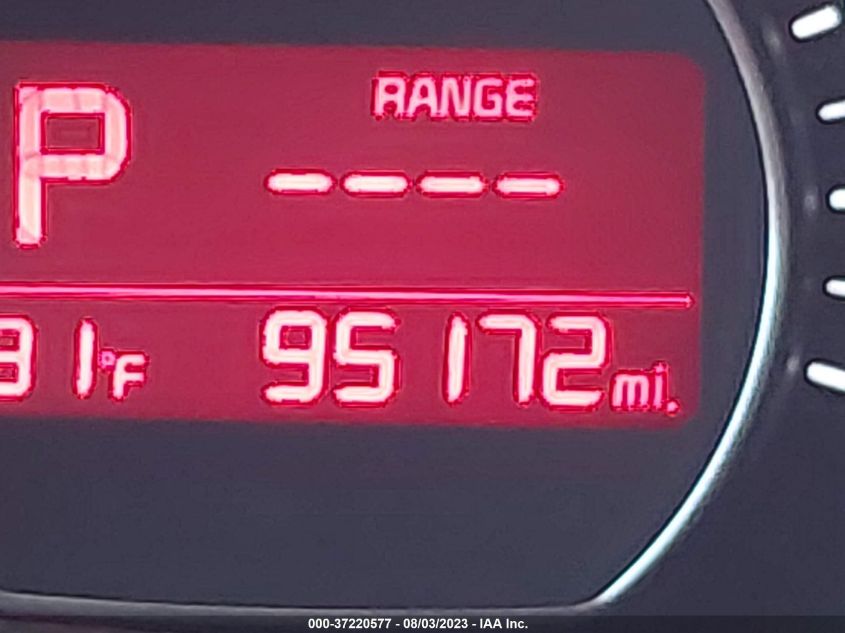 P
RANGE
----
1°F 95172 mi.
000-37220577 - 08/03/2023 - IAA Inc.